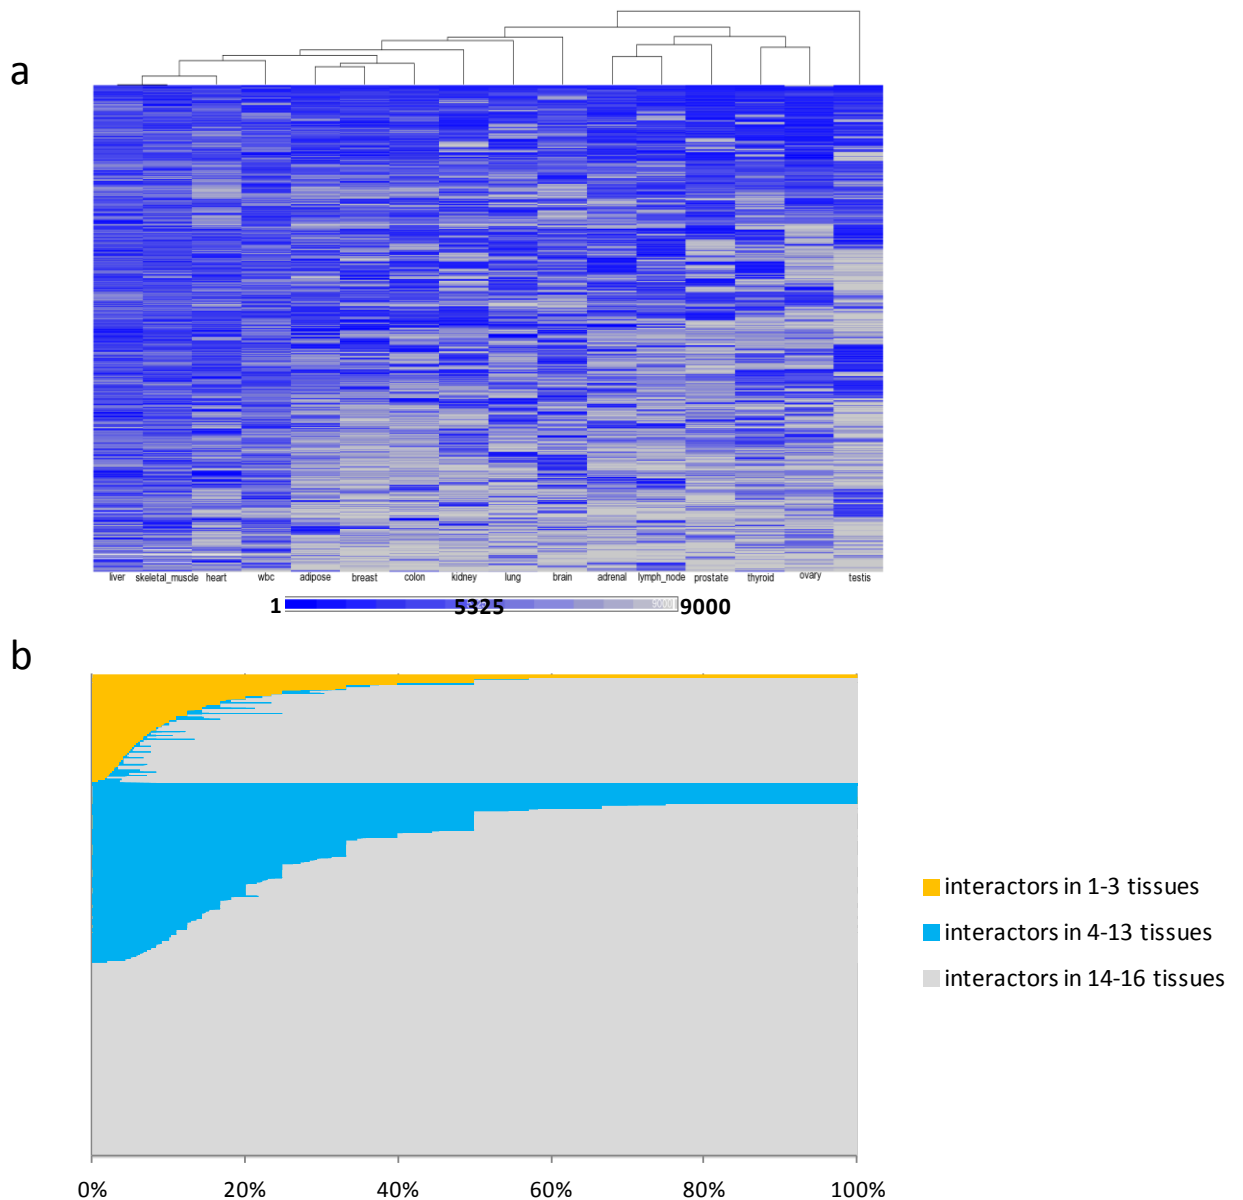 a
liver skeletal_muscle heart wbc adipose breast colon kidney lung brain adrenal lymph_node prostate thyroid ovary testis
1 5325 9000 9000
b
interactors in 1-3 tissues
interactors in 4-13 tissues
interactors in 14-16 tissues
0% 20% 40% 60% 80% 100%